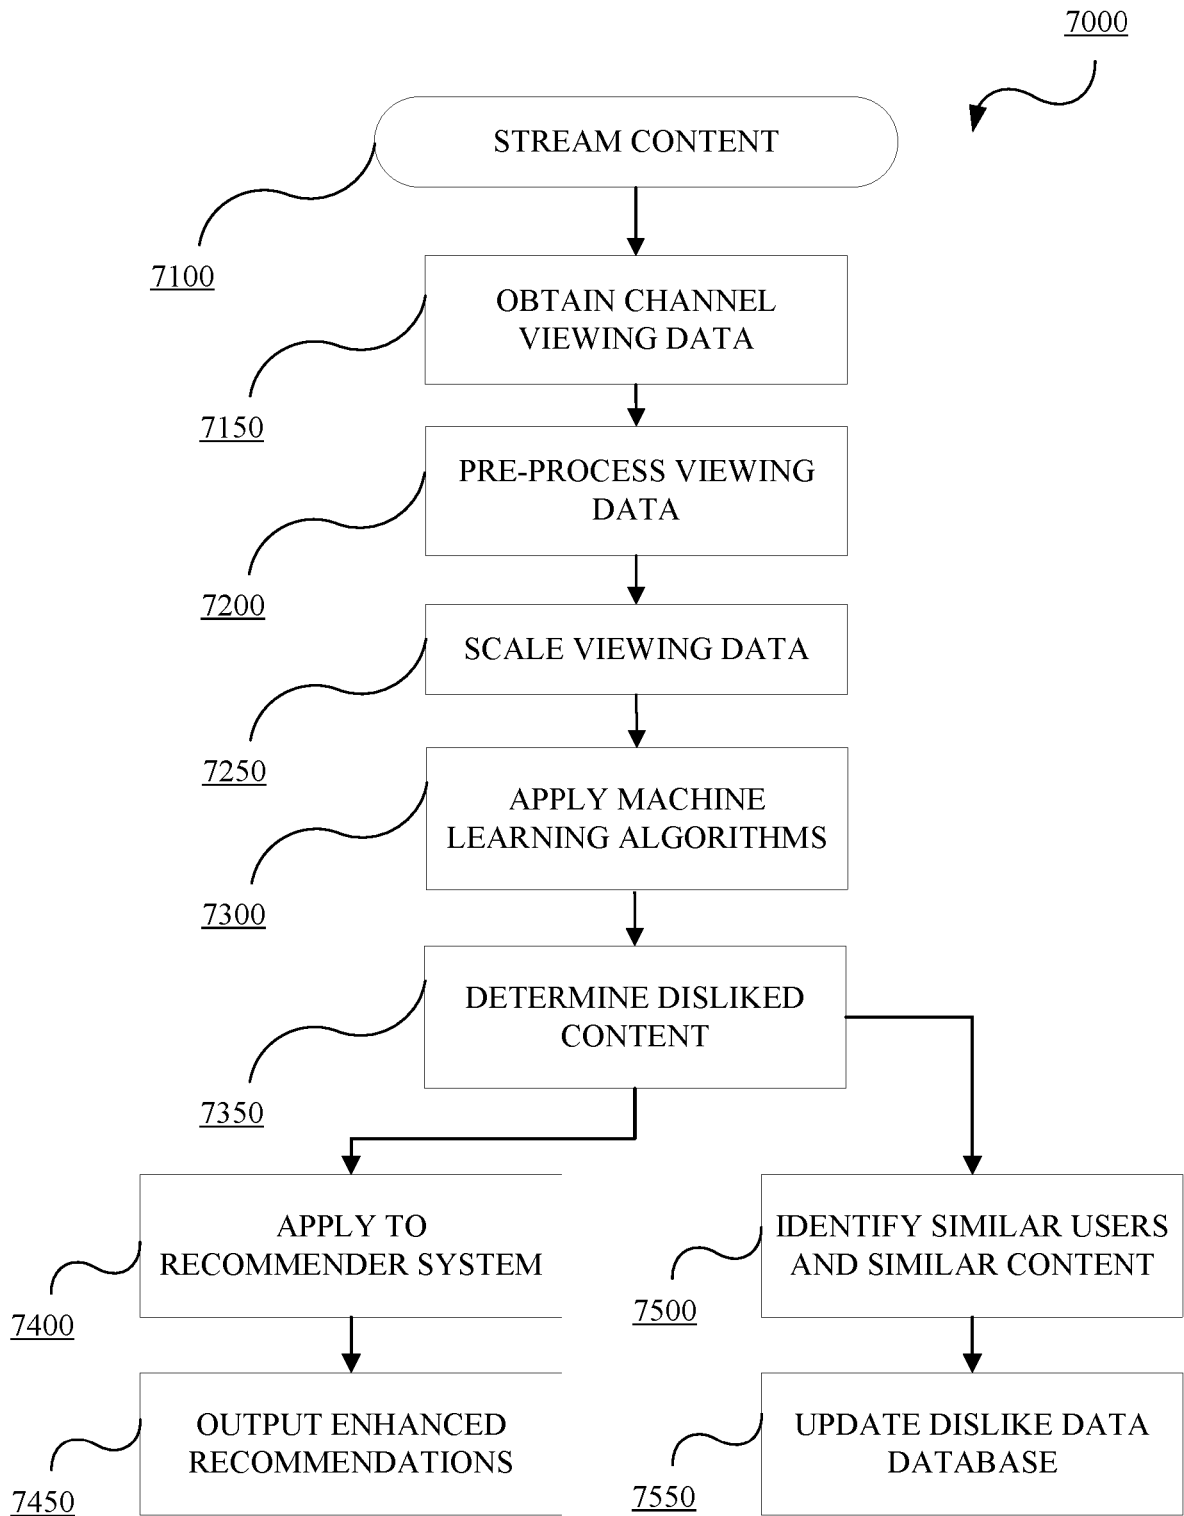 7000
STREAM CONTENT
7100
OBTAIN CHANNEL
VIEWING DATA
7150
PRE-PROCESS VIEWING
DATA
7200
SCALE VIEWING DATA
7250
APPLY MACHINE
LEARNING ALGORITHMS
7300
DETERMINE DISLIKED
CONTENT
7350
APPLY TO
RECOMMENDER SYSTEM
7400
IDENTIFY SIMILAR USERS
AND SIMILAR CONTENT
7500
OUTPUT ENHANCED
RECOMMENDATIONS
7450
UPDATE DISLIKE DATA
DATABASE
7550